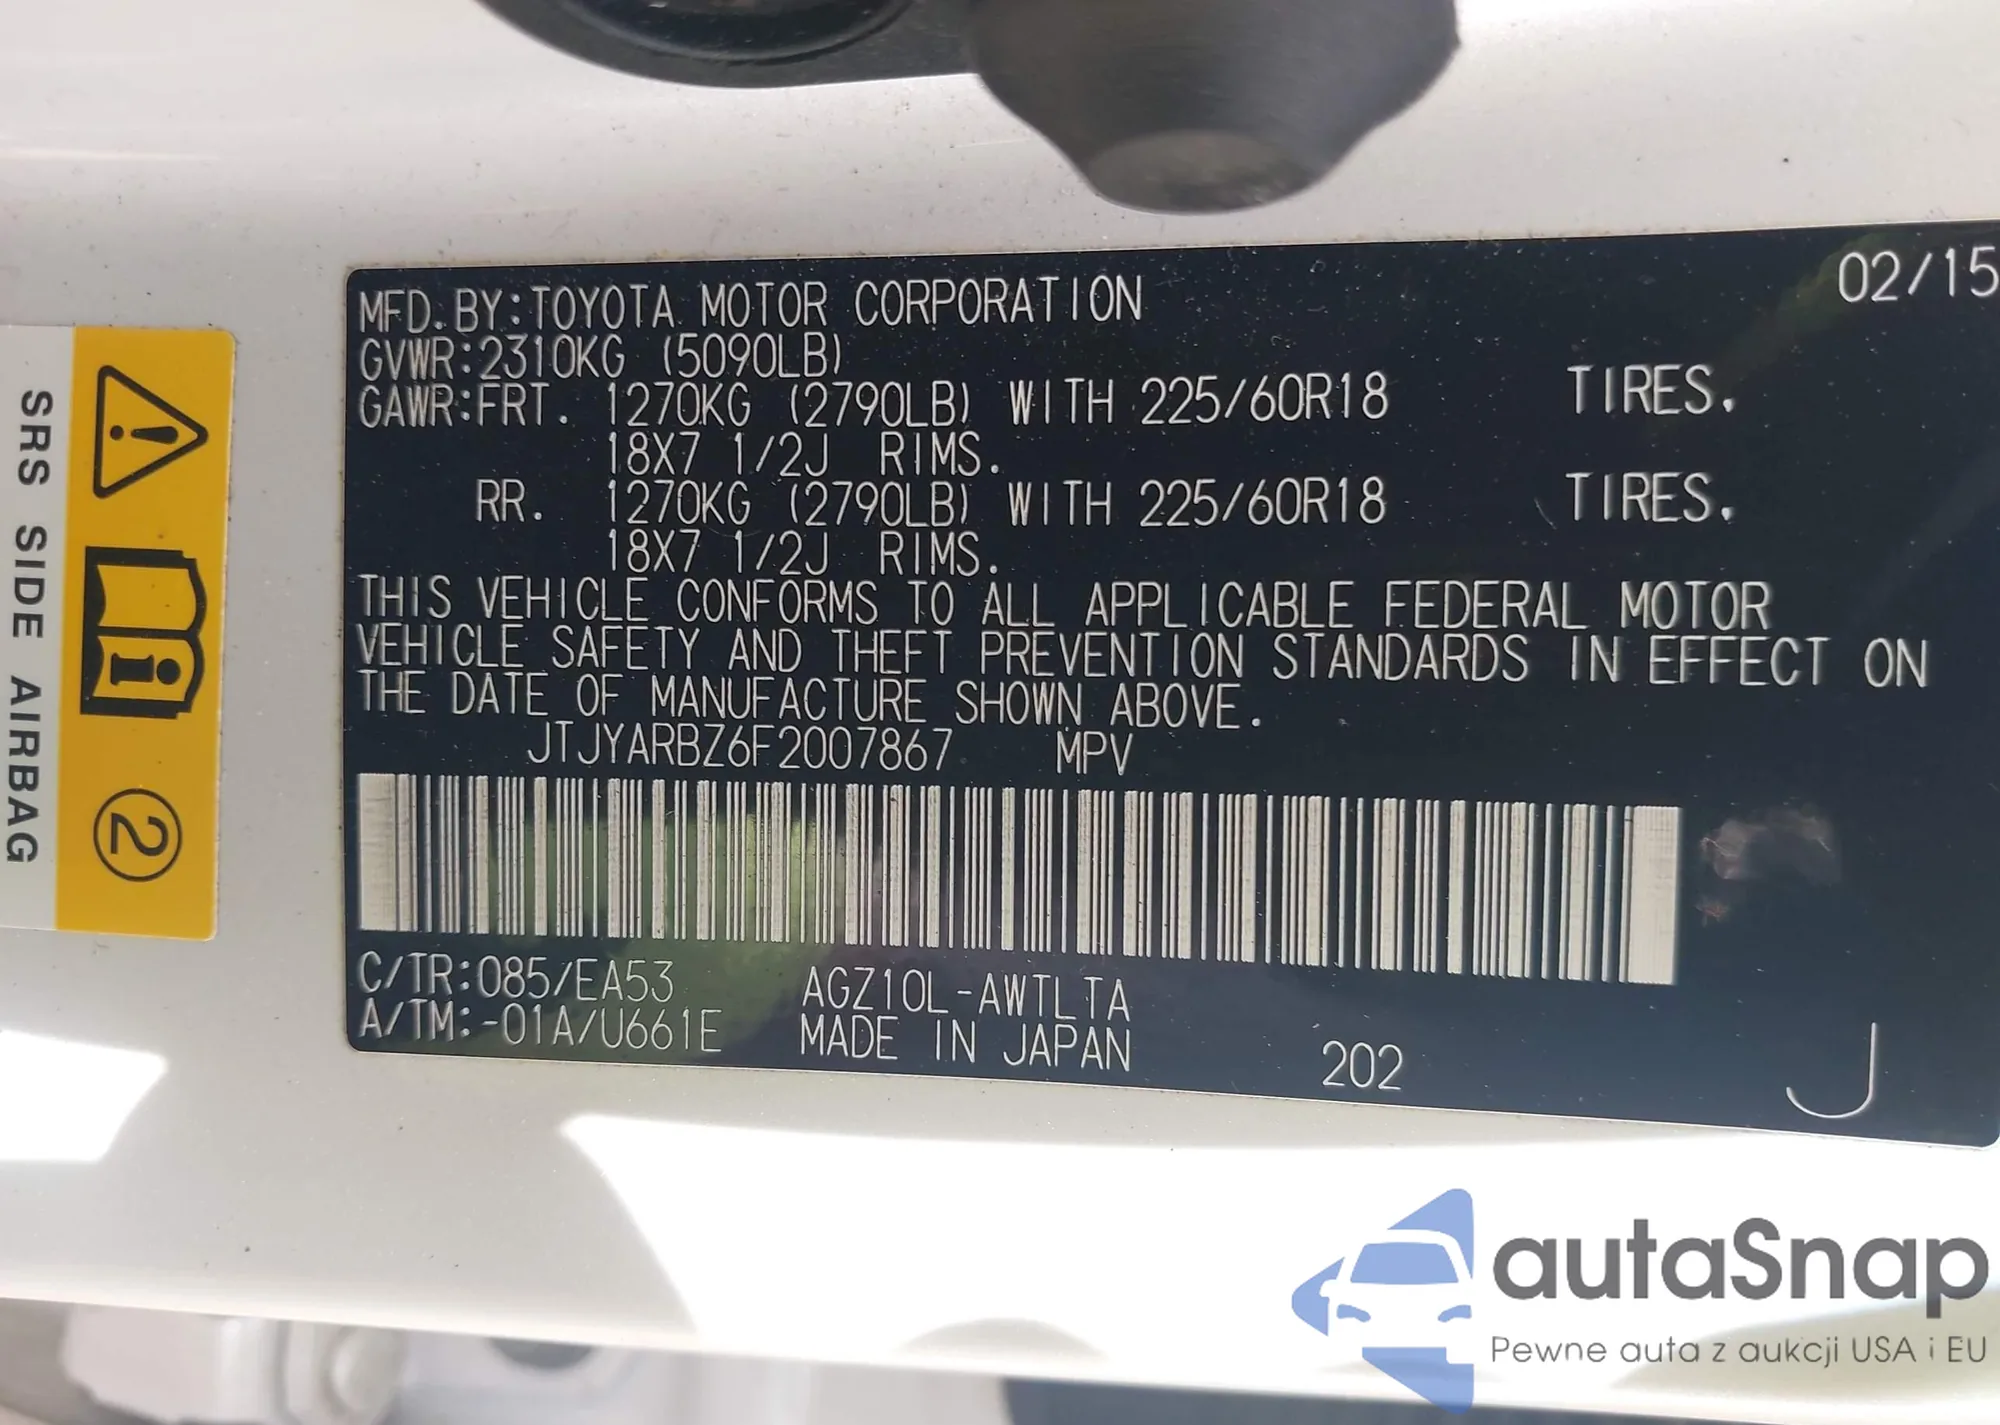 02/15
MFD.BY:TOYOTA MOTOR CORPORATION
GVWR:2310KG (5090LB)
GAWR:FRT. 1270KG (2790LB) WITH 225/60R18 TIRES.
18X7 1/2J RIMS.
RR. 1270KG (2790LB) WITH 225/60R18 TIRES.
18X7 1/2J RIMS.
THIS VEHICLE CONFORMS TO ALL APPLICABLE FEDERAL MOTOR
VEHICLE SAFETY AND THEFT PREVENTION STANDARDS IN EFFECT ON
THE DATE OF MANUFACTURE SHOWN ABOVE.
JTJYARBZ6F2007867 MPV
C/TR:085/EA53 AGZ10L-AWTLTA
A/TM:-01A/U661E MADE IN JAPAN
202 J
SRS SIDE AIRBAG
2
autaSnap
Pewne auta z aukcji USA i EU